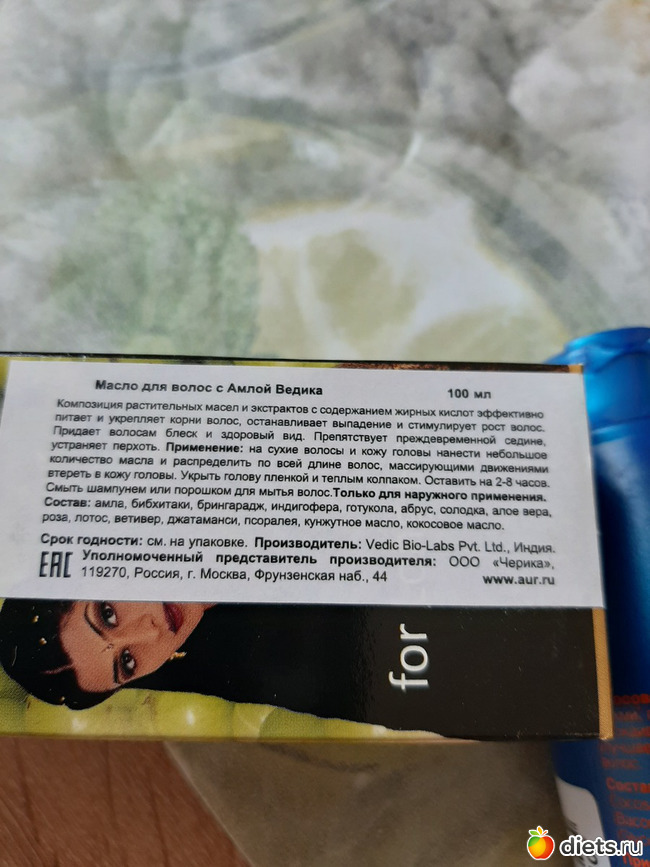 Масло для волос с Амлой Ведика 100 мл
Композиция растительных масел и экстрактов с содержанием жирных кислот эффективно
питает и укрепляет корни волос, останавливает выпадение и стимулирует рост волос.
Придает волосам блеск и здоровый вид. Препятствует преждевременной седине,
устраняет перхоть. Применение: на сухие волосы и кожу головы нанести небольшое
количество масла и распределить по всей длине волос, массирующими движениями
втереть в кожу головы. Укрыть голову пленкой и теплым колпаком. Оставить на 2-8 часов.
Смыть шампунем или порошком для мытья волос.Только для наружного применения.
Состав: амла, бибхитаки, брингарадж, индигофера, готукола, абрус, солодка, алое вера,
роза, лотос, ветивер, джатаманси, псоралея, кунжутное масло, кокосовое масло.
Срок годности: см. на упаковке. Производитель: Vedic Bio-Labs Pvt. Ltd., Индия.
EAC Уполномоченный представитель производителя: ООО «Черика»,
119270, Россия, г. Москва, Фрунзенская наб., 44 www.aur.ru
for
diets.ru